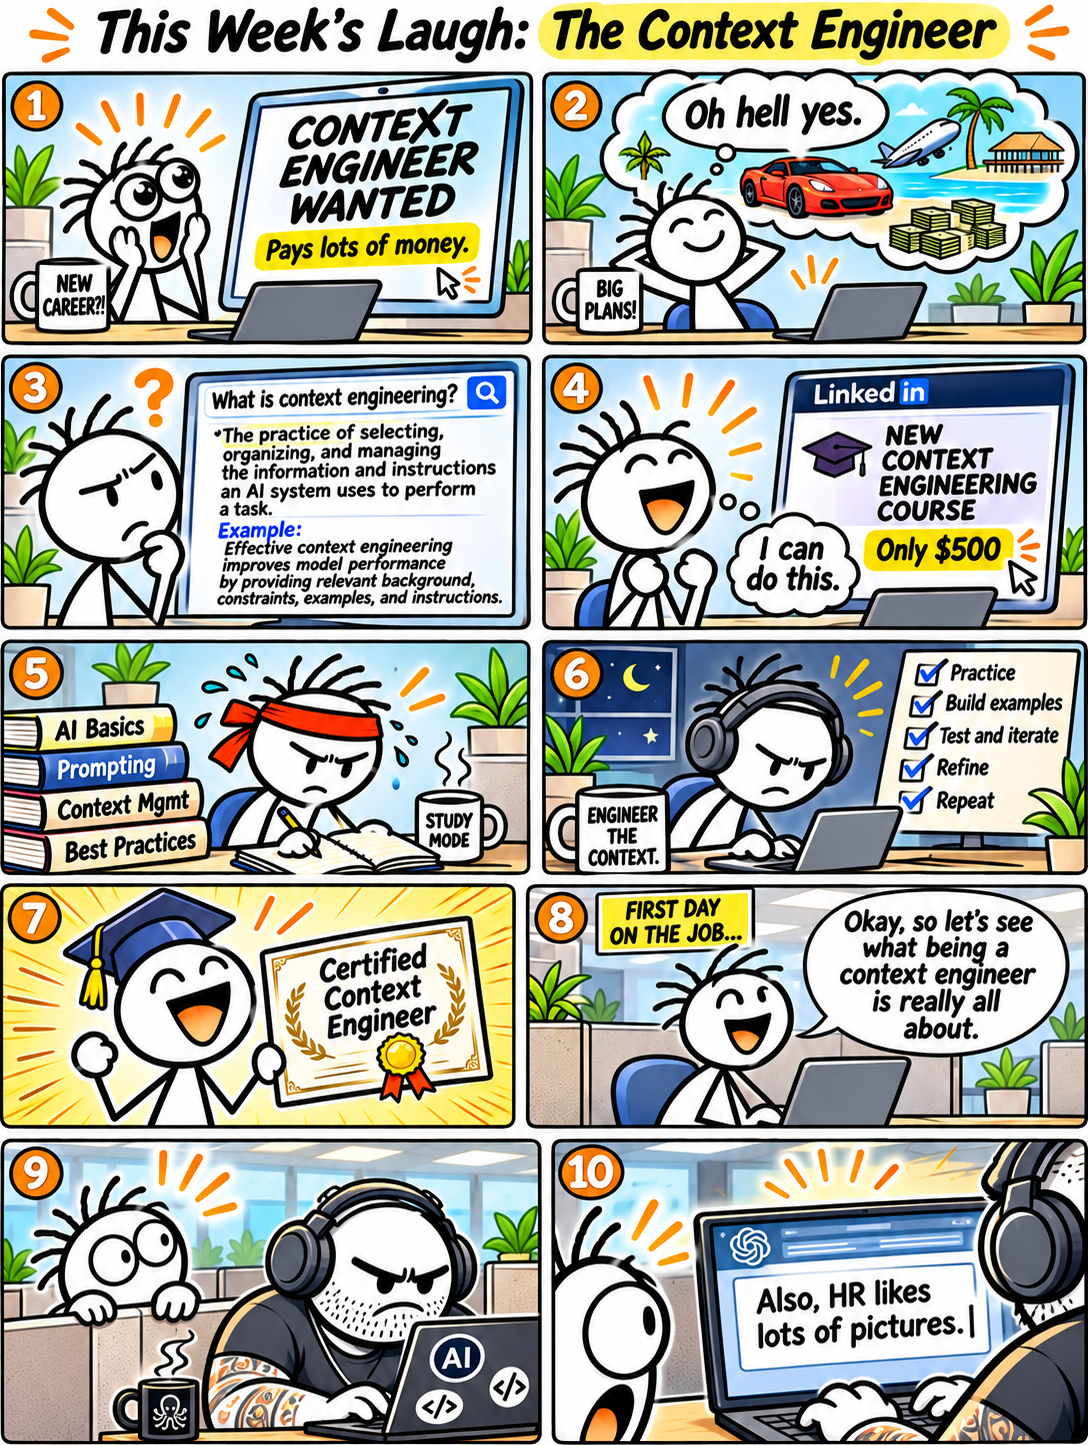 This Week's Laugh: The Context Engineer
1
CONTEXT
ENGINEER
WANTED
Pays lots of money.
NEW
CAREER?!
2
Oh hell yes.
BIG
PLANS!
3
What is context engineering?
•The practice of selecting,
organizing, and managing
the information and instructions
an AI system uses to perform
a task.
Example:
Effective context engineering
improves model performance
by providing relevant background,
constraints, examples, and instructions.
4
Linked in
NEW
CONTEXT
ENGINEERING
COURSE
Only $500
I can
do this.
5
AI Basics
Prompting
Context Mgmt
Best Practices
STUDY
MODE
6
Practice
Build examples
Test and iterate
Refine
Repeat
ENGINEER
THE
CONTEXT.
7
Certified
Context
Engineer
8
FIRST DAY
ON THE JOB...
Okay, so let's see
what being a
context engineer
is really all
about.
9
AI
</>
</>
10
Also, HR likes
lots of pictures.